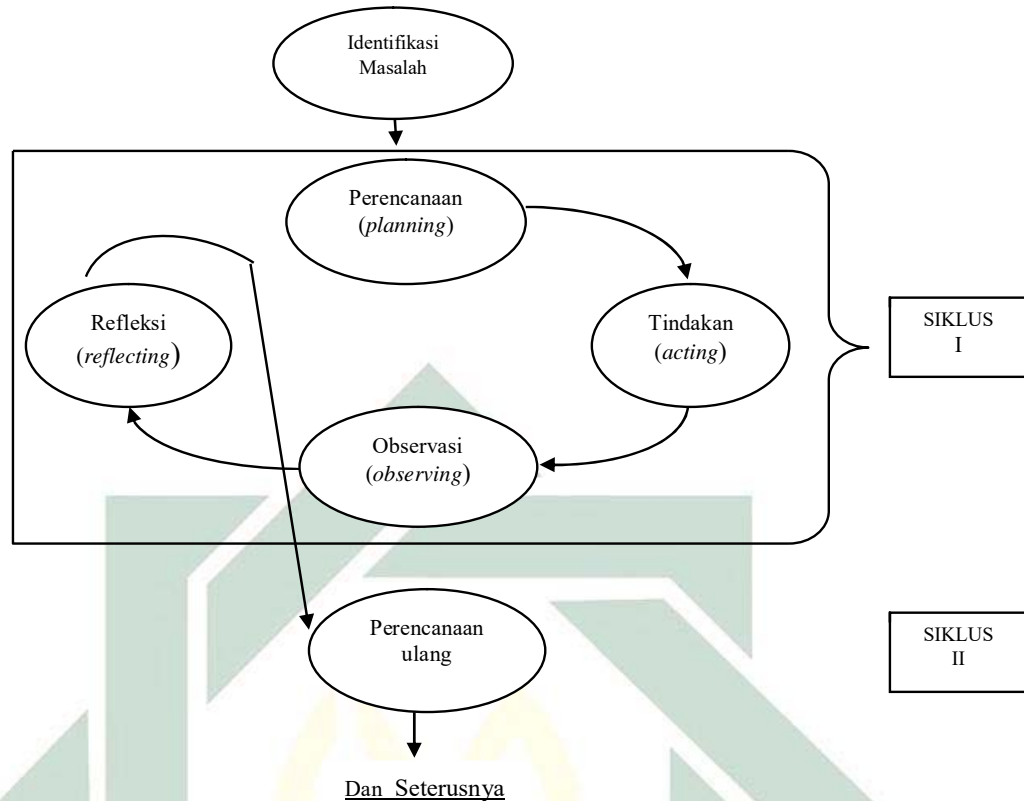 Identifikasi
Masalah
Perencanaan
(planning)
Refleksi
(reflecting)
Tindakan
(acting)
SIKLUS
I
Observasi
(observing)
Perencanaan
ulang
SIKLUS
II
Dan Seterusnya